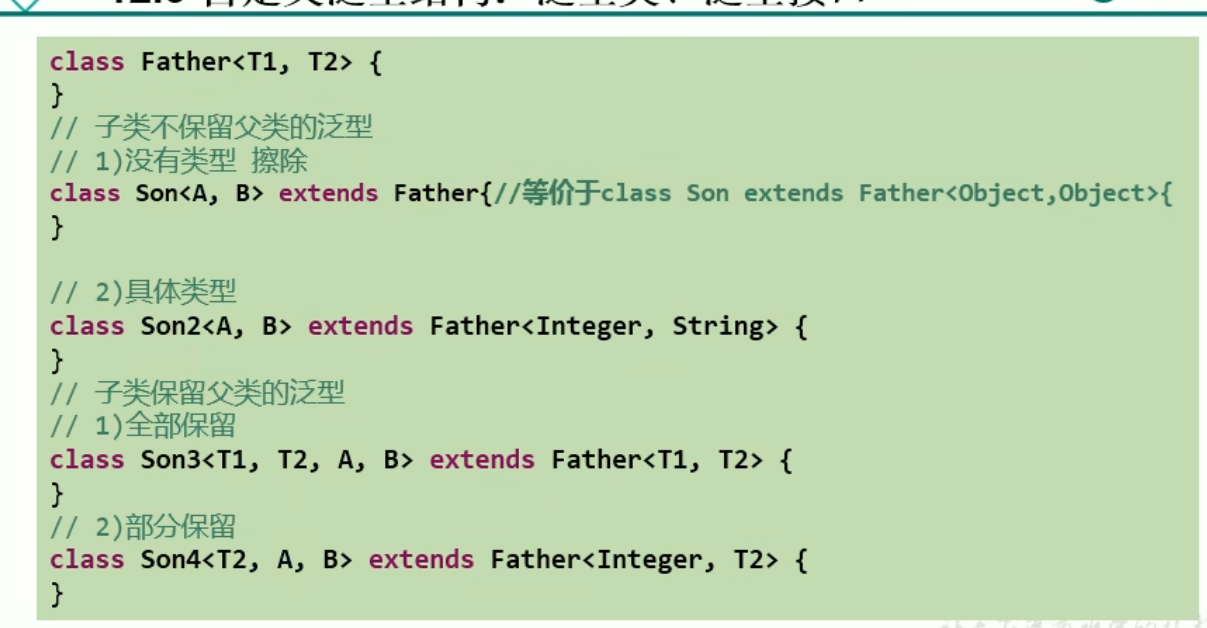 class Father<T1, T2> {
}
// 子类不保留父类的泛型
// 1)没有类型 擦除
class Son<A, B> extends Father{//等价于class Son extends Father<Object,Object>{
}
// 2)具体类型
class Son2<A, B> extends Father<Integer, String> {
}
// 子类保留父类的泛型
// 1)全部保留
class Son3<T1, T2, A, B> extends Father<T1, T2> {
}
// 2)部分保留
class Son4<T2, A, B> extends Father<Integer, T2> {
}